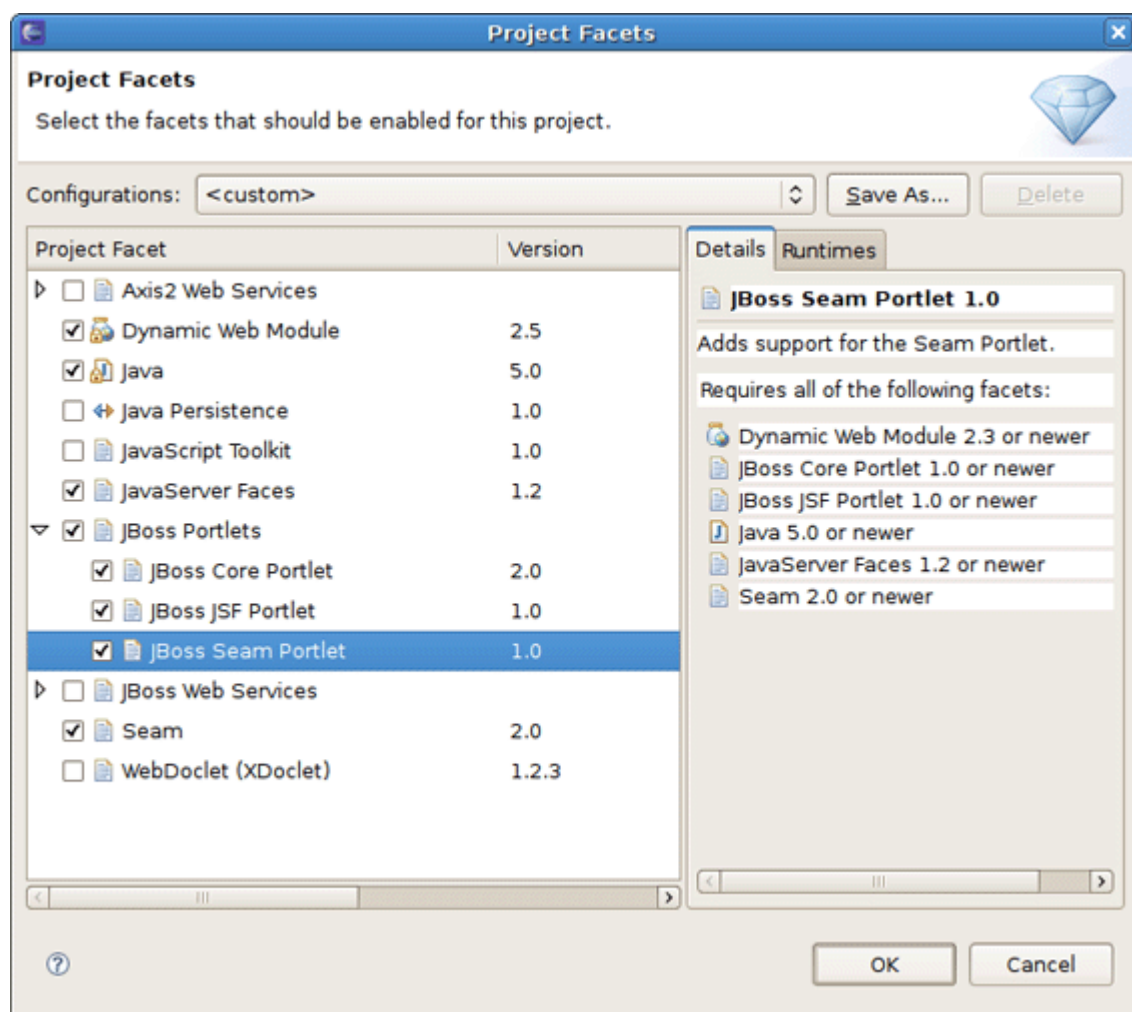 Project Facets
Project Facets
Select the facets that should be enabled for this project.
Configurations: <custom> Save As... Delete
Project Facet Version
Axis2 Web Services
Dynamic Web Module 2.5
Java 5.0
Java Persistence 1.0
JavaScript Toolkit 1.0
JavaServer Faces 1.2
JBoss Portlets
JBoss Core Portlet 2.0
JBoss JSF Portlet 1.0
JBoss Seam Portlet 1.0
JBoss Web Services
Seam 2.0
WebDoclet (XDoclet) 1.2.3
Details Runtimes
JBoss Seam Portlet 1.0
Adds support for the Seam Portlet.
Requires all of the following facets:
Dynamic Web Module 2.3 or newer
JBoss Core Portlet 1.0 or newer
JBoss JSF Portlet 1.0 or newer
Java 5.0 or newer
JavaServer Faces 1.2 or newer
Seam 2.0 or newer
OK Cancel